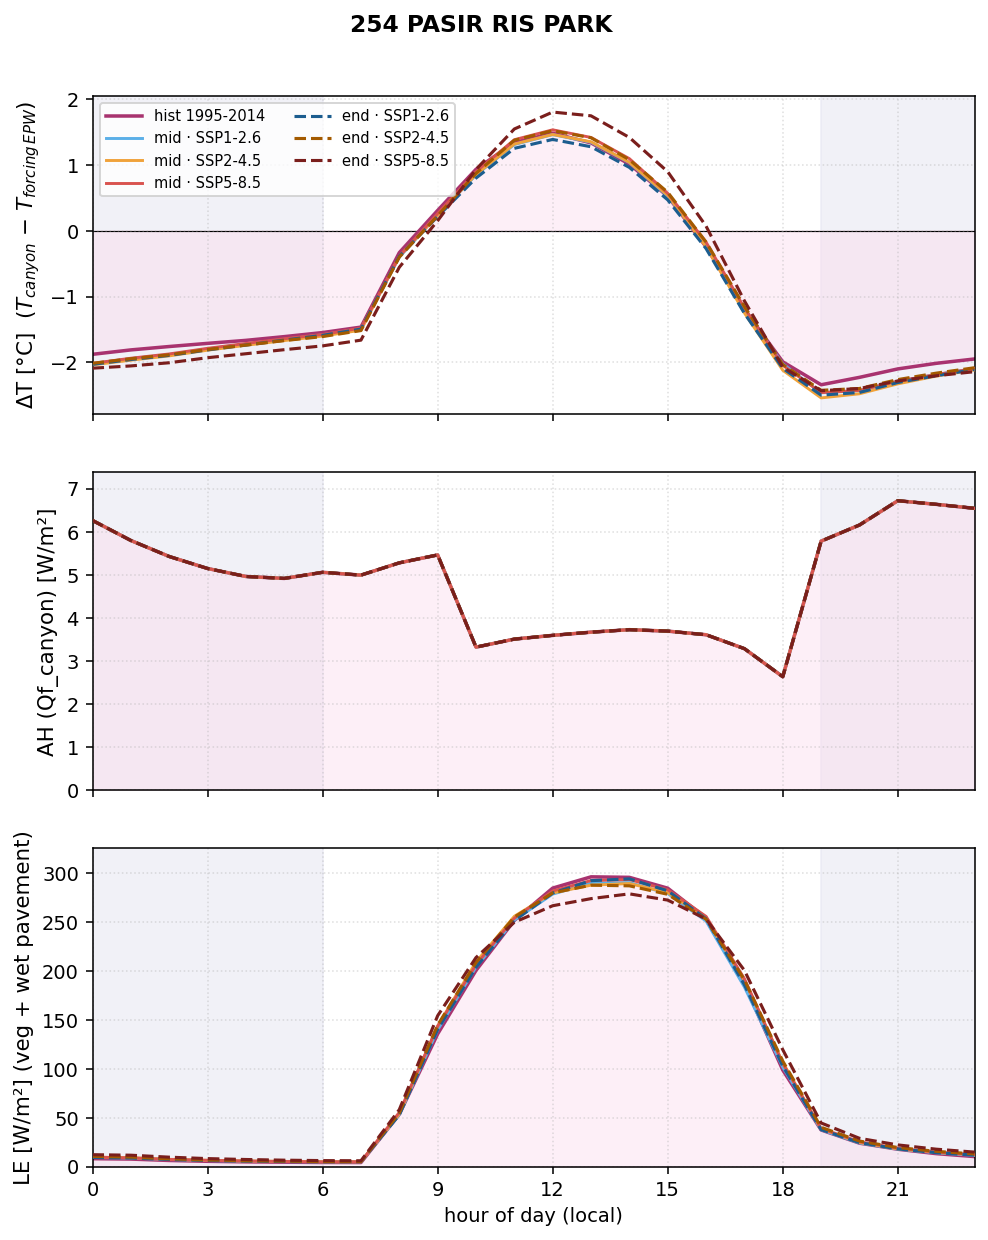 254 PASIR RIS PARK
ΔT [°C]  (T_canyon − T_forcing EPW)
2
1
0
−1
−2
hist 1995-2014
mid · SSP1-2.6
mid · SSP2-4.5
mid · SSP5-8.5
end · SSP1-2.6
end · SSP2-4.5
end · SSP5-8.5
AH (Qf_canyon) [W/m²]
7
6
5
4
3
2
1
0
LE [W/m²] (veg + wet pavement)
300
250
200
150
100
50
0
0 3 6 9 12 15 18 21
hour of day (local)